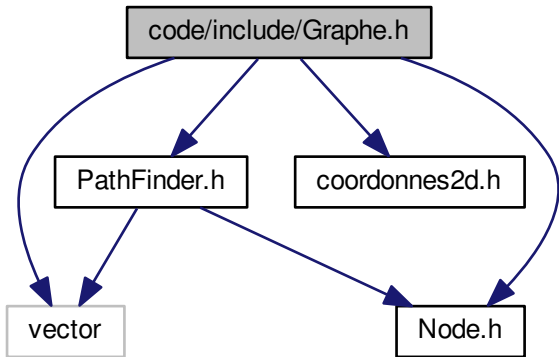 code/include/Graphe.h
PathFinder.h
coordonnes2d.h
vector
Node.h